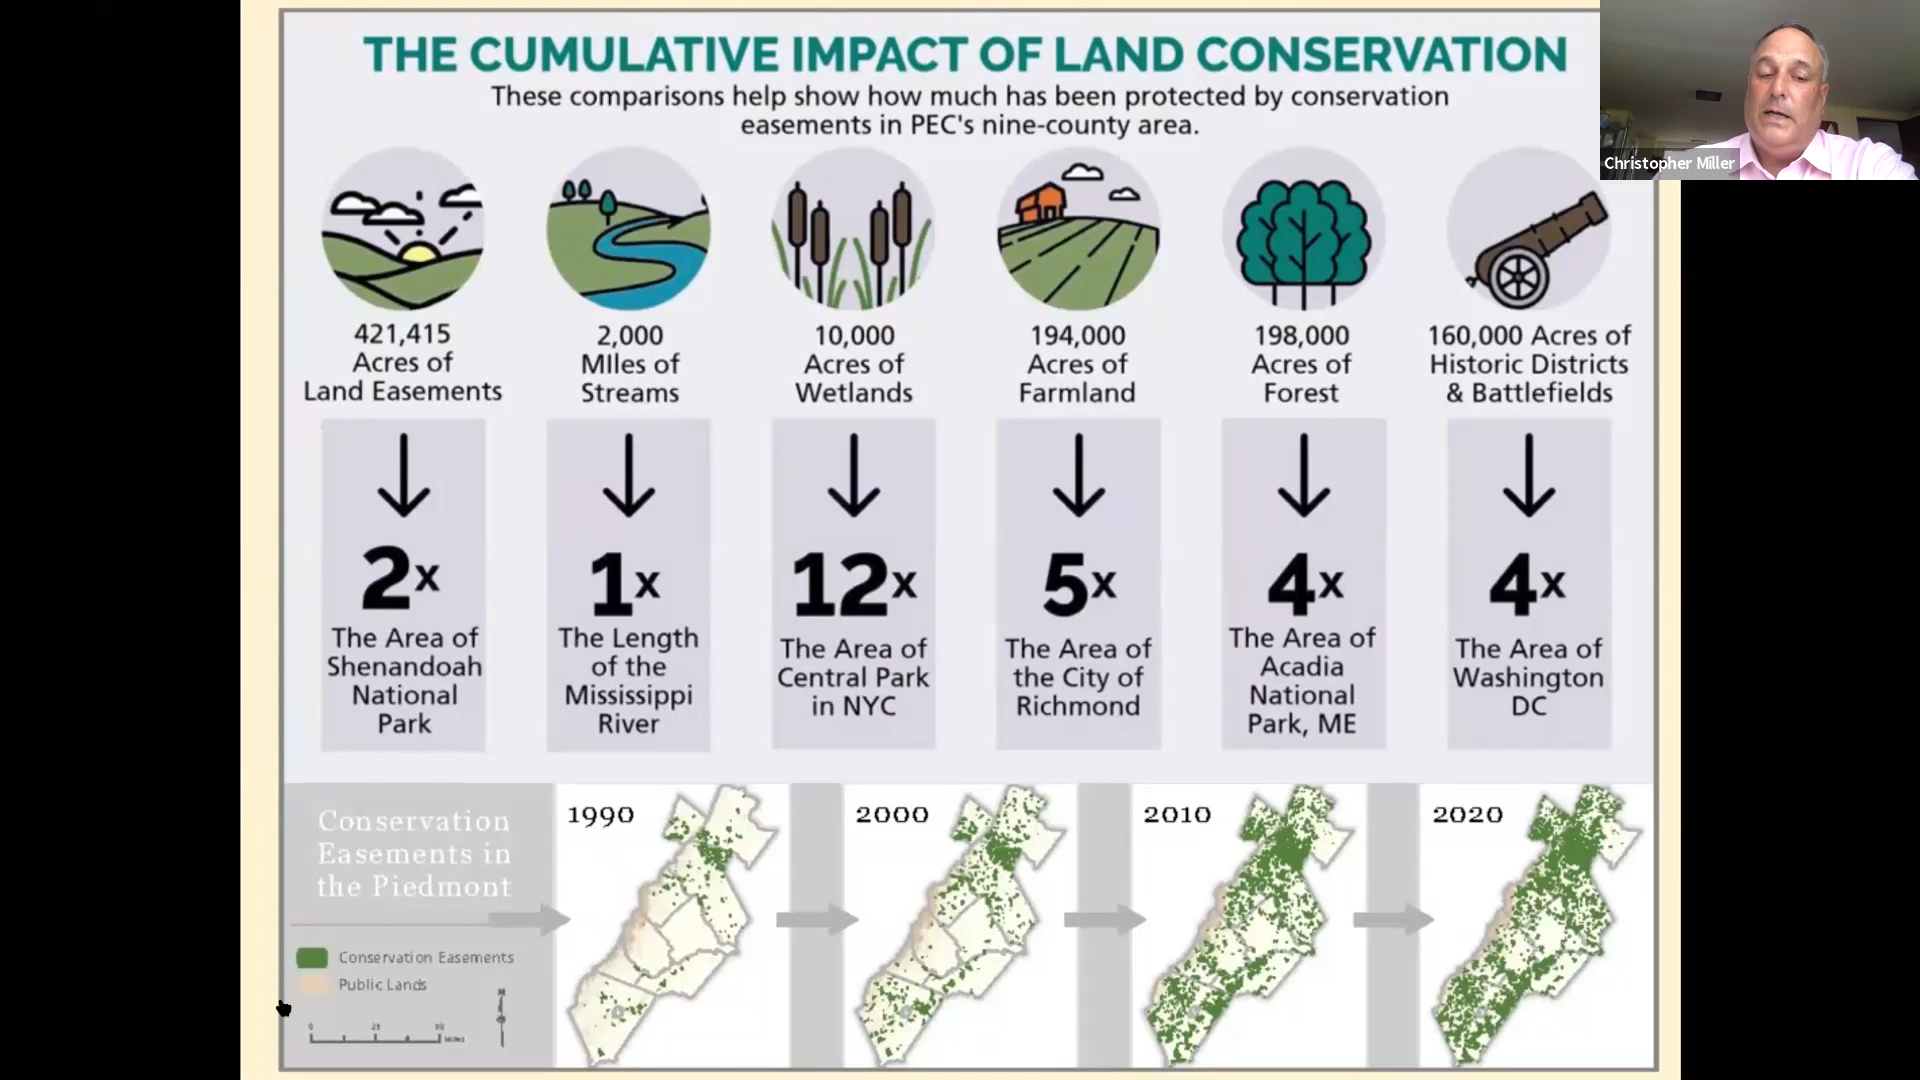 THE CUMULATIVE IMPACT OF LAND CONSERVATION
These comparisons help show how much has been protected by conservation
easements in PEC's nine-county area.
Christopher Miller
421,415
Acres of
Land Easements
2,000
MIles of
Streams
10,000
Acres of
Wetlands
194,000
Acres of
Farmland
198,000
Acres of
Forest
160,000 Acres of
Historic Districts
& Battlefields
2x
The Area of
Shenandoah
National
Park
1x
The Length
of the
Mississippi
River
12x
The Area of
Central Park
in NYC
5x
The Area of
the City of
Richmond
4x
The Area of
Acadia
National
Park, ME
4x
The Area of
Washington
DC
Conservation
Easements in
the Piedmont
Conservation Easements
Public Lands
N
0
Miles
1990
2000
2010
2020